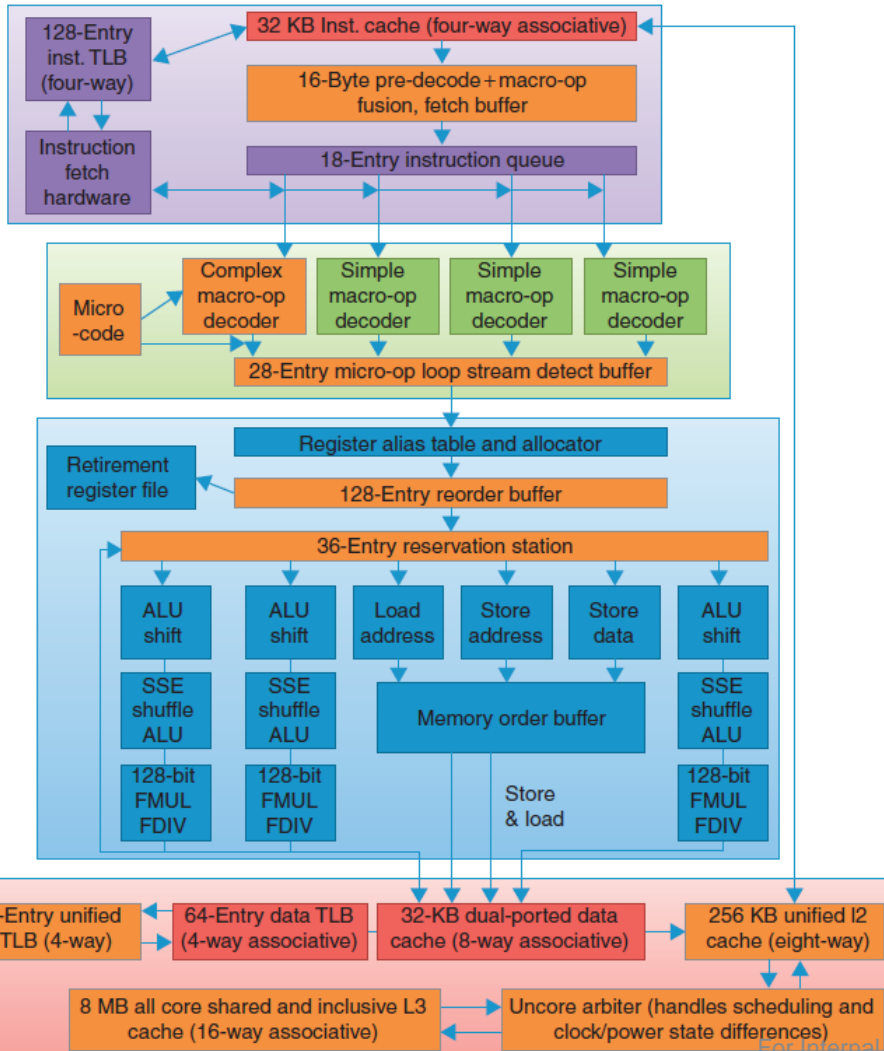 128-Entry
inst. TLB
(four-way)
32 KB Inst. cache (four-way associative)
16-Byte pre-decode+macro-op
fusion, fetch buffer
Instruction
fetch
hardware
18-Entry instruction queue
Micro
-code
Complex
macro-op
decoder
Simple
macro-op
decoder
Simple
macro-op
decoder
Simple
macro-op
decoder
28-Entry micro-op loop stream detect buffer
Register alias table and allocator
Retirement
register file
128-Entry reorder buffer
36-Entry reservation station
ALU
shift
ALU
shift
Load
address
Store
address
Store
data
ALU
shift
SSE
shuffle
ALU
SSE
shuffle
ALU
Memory order buffer
SSE
shuffle
ALU
128-bit
FMUL
FDIV
128-bit
FMUL
FDIV
Store
& load
128-bit
FMUL
FDIV
-Entry unified
TLB (4-way)
64-Entry data TLB
(4-way associative)
32-KB dual-ported data
cache (8-way associative)
256 KB unified l2
cache (eight-way)
8 MB all core shared and inclusive L3
cache (16-way associative)
Uncore arbiter (handles scheduling and
clock/power state differences)
For Internal